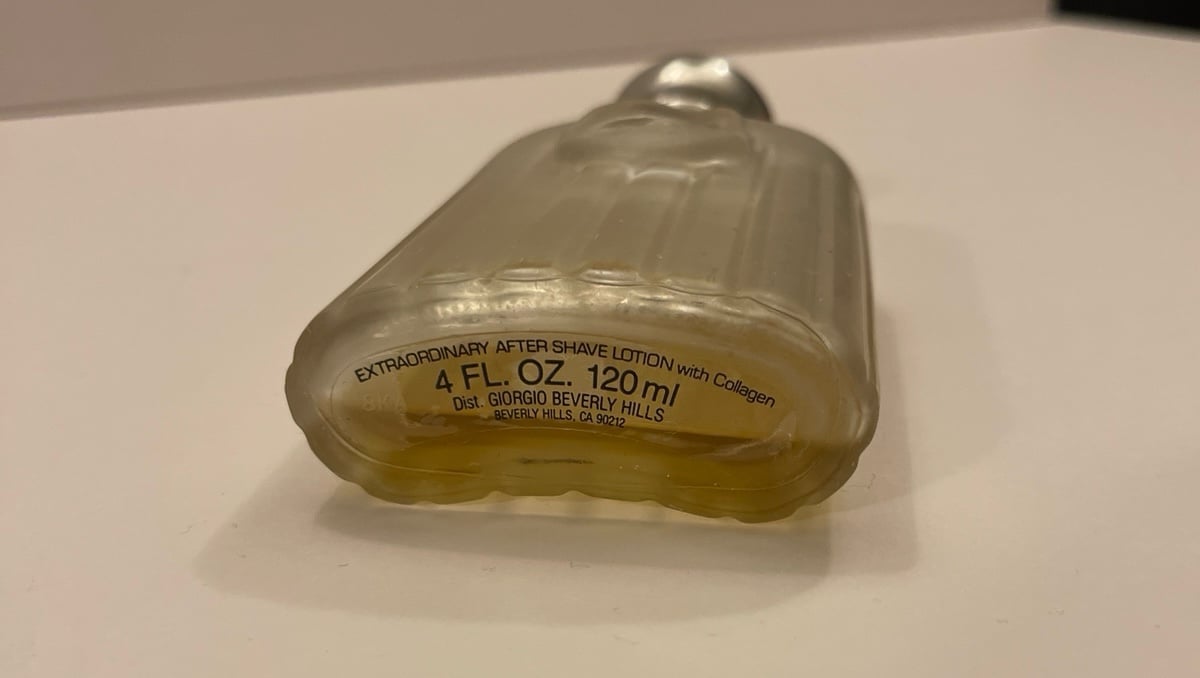 EXTRAORDINARY AFTER SHAVE LOTION with Collagen
4 FL. OZ. 120 ml
Dist. GIORGIO BEVERLY HILLS
BEVERLY HILLS, CA 90212